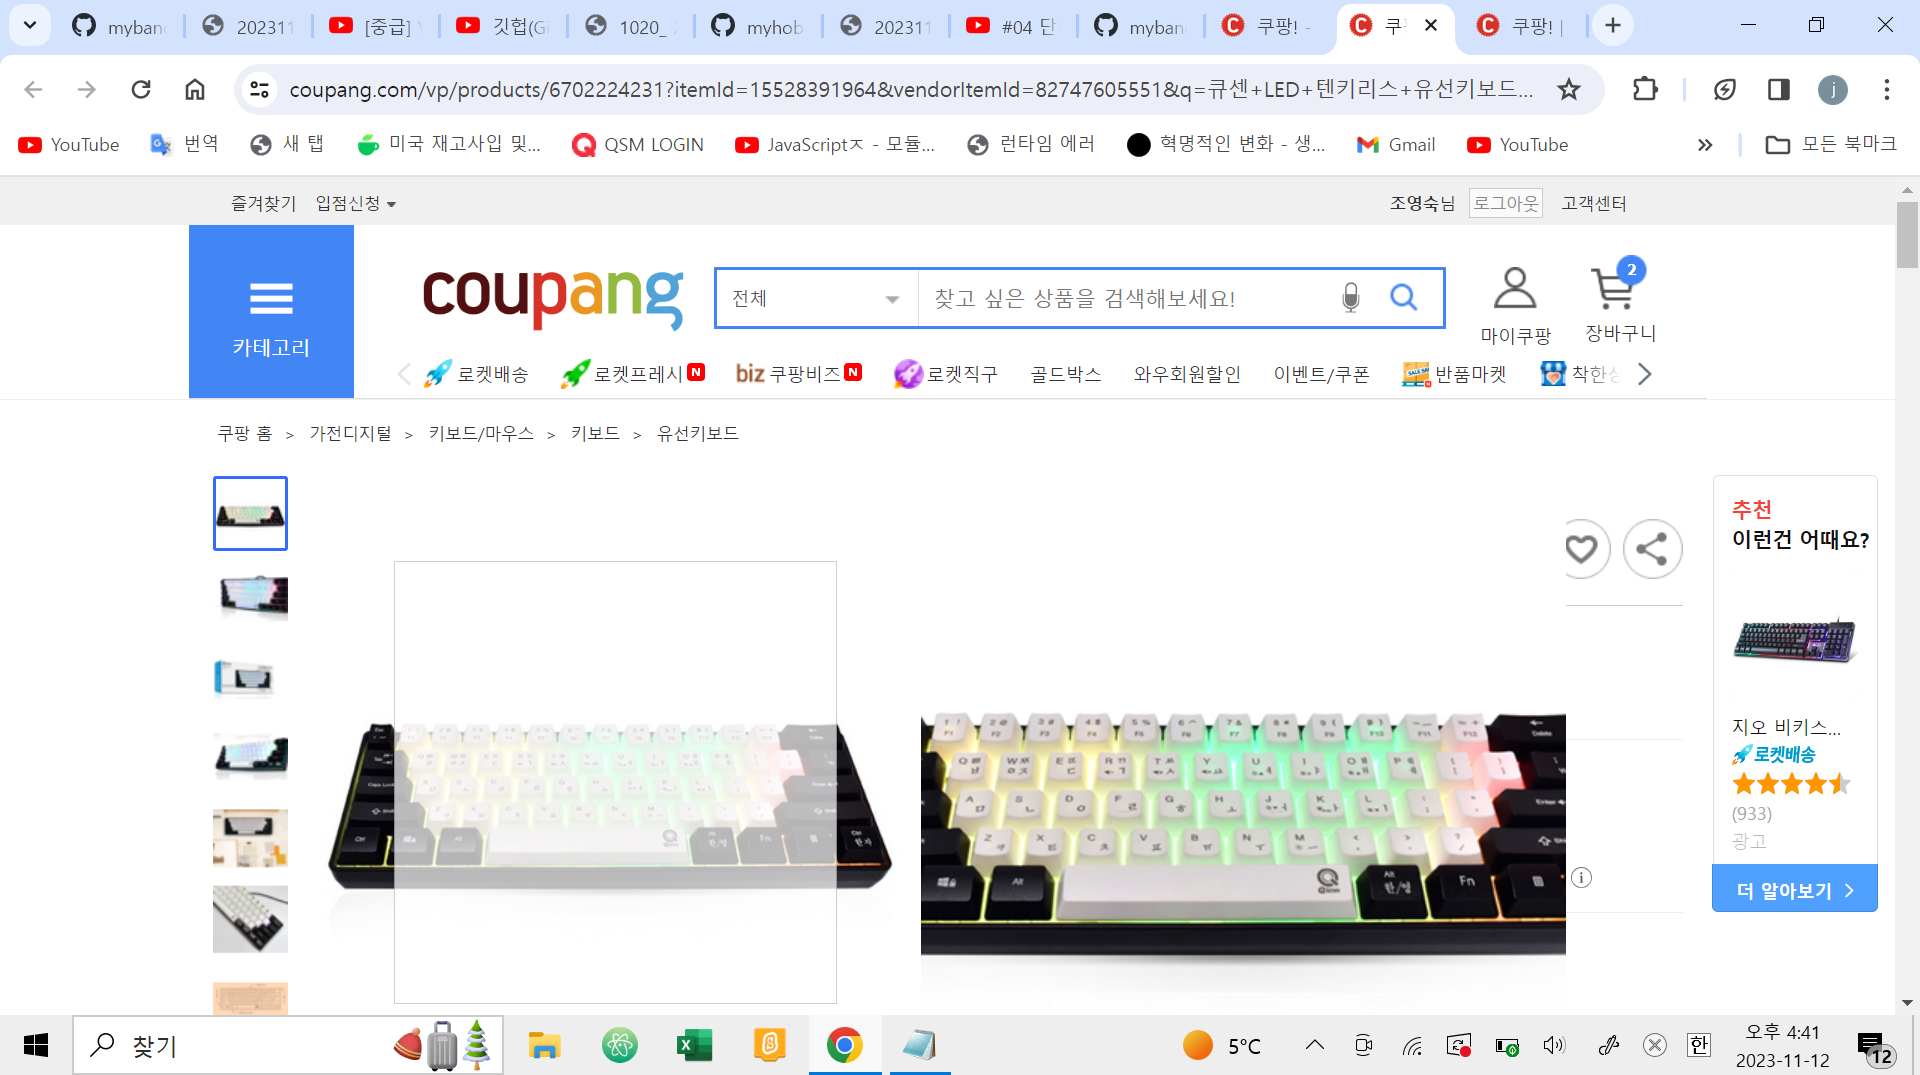 myban
202311
[중급]
깃헙(Gi
1020_
myhob
202311
#04 단
myban
쿠팡! -
쿠
쿠팡! |
coupang.com/vp/products/6702224231?itemId=15528391964&vendorItemId=82747605551&q=큐센+LED+텐키리스+유선키보드...
j
YouTube
번역
새 탭
미국 재고사입 및...
QSM LOGIN
JavaScriptㅈ - 모듈...
런타임 에러
혁명적인 변화 - 생...
Gmail
YouTube
»
모든 북마크
즐겨찾기 입점신청
조영숙님 로그아웃 고객센터
카테고리
coupang
전체
찾고 싶은 상품을 검색해보세요!
마이쿠팡
2
장바구니
로켓배송
로켓프레시 N
biz 쿠팡비즈 N
로켓직구
골드박스
와우회원할인
이벤트/쿠폰
반품마켓
착한상
쿠팡 홈 > 가전디지털 > 키보드/마우스 > 키보드 > 유선키보드
추천
이런건 어때요?
지오 비키스...
로켓배송
(933)
광고
더 알아보기 >
찾기
5°C
한
오후 4:41
2023-11-12
12